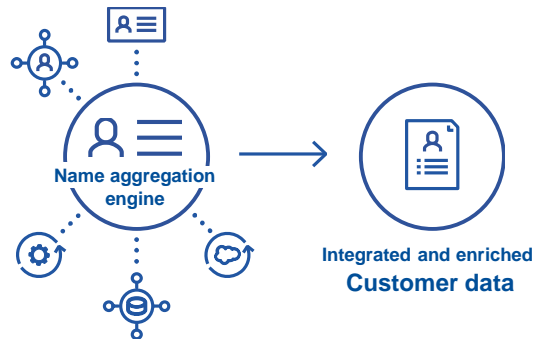 Name aggregation
engine
Integrated and enriched
Customer data